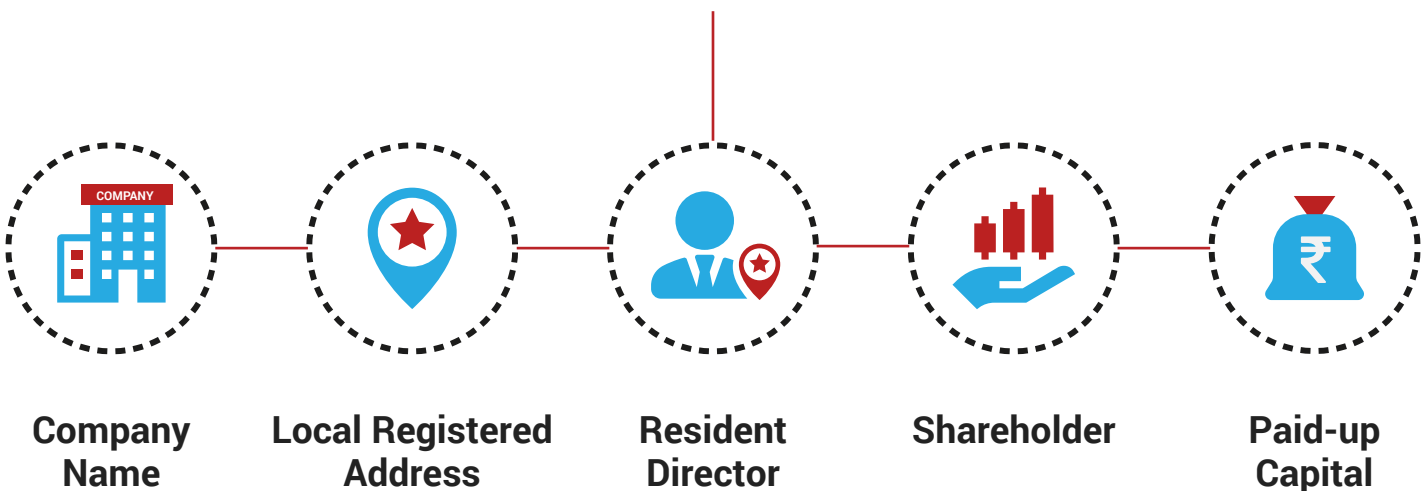 COMPANY
₹
Company
Name
Local Registered
Address
Resident
Director
Shareholder
Paid-up
Capital